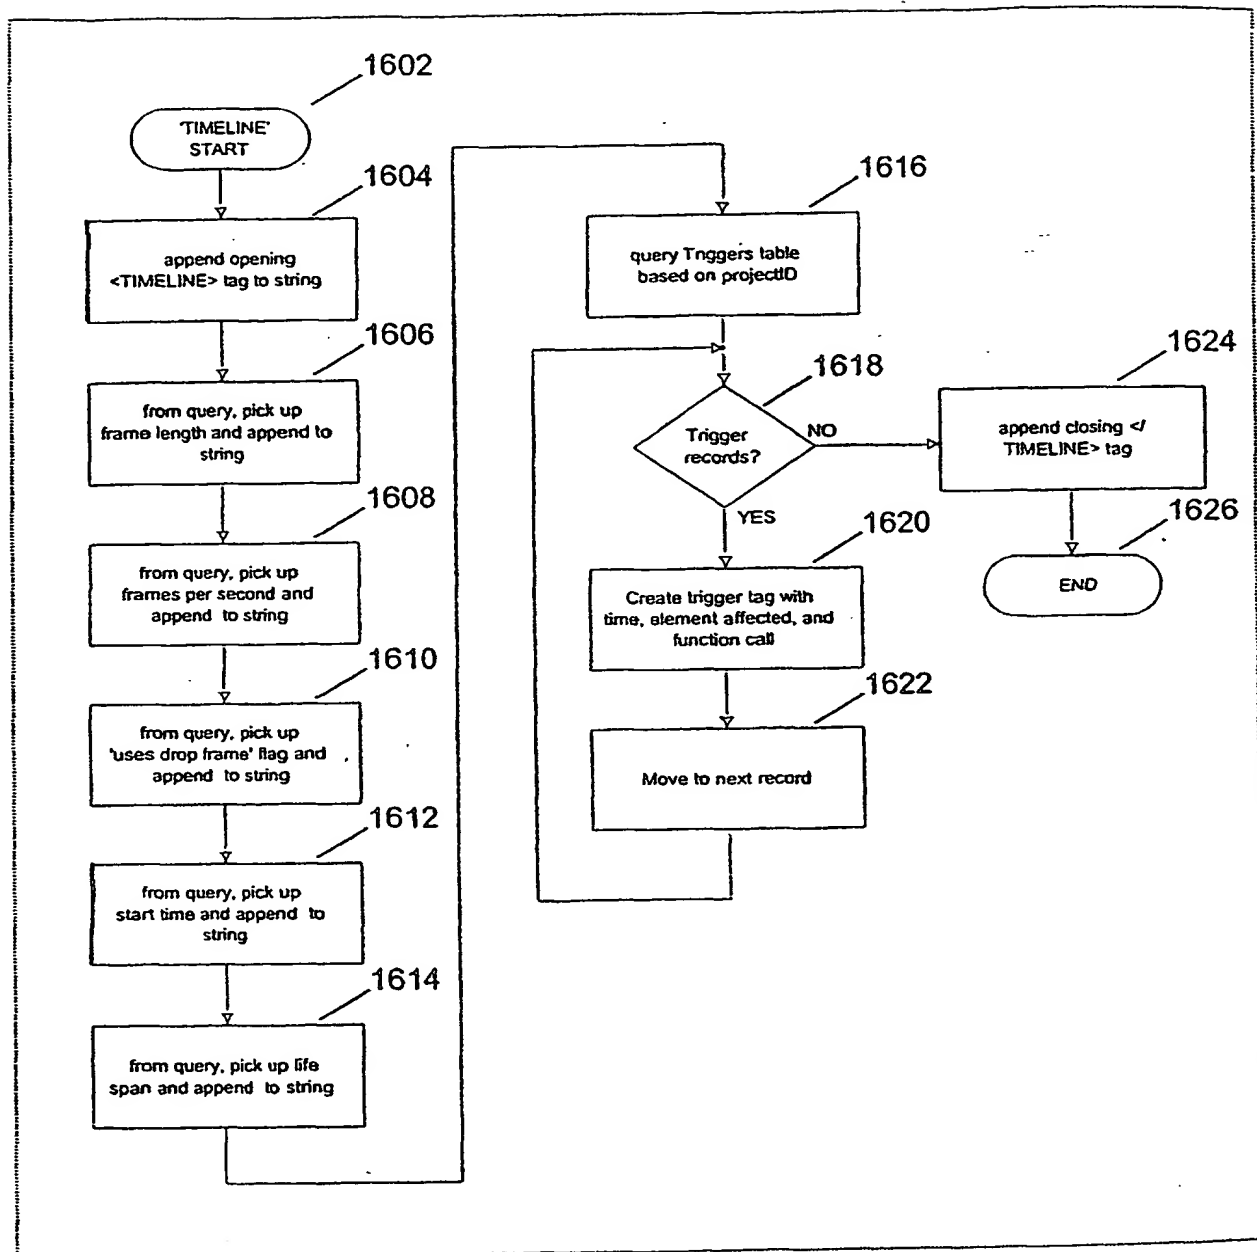 1602
'TIMELINE'
START
1604
append opening
<TIMELINE> tag to string
1606
from query, pick up
frame length and append to
string
1608
from query, pick up
frames per second and
append to string
1610
from query, pick up
'uses drop frame' flag and
append to string
1612
from query, pick up
start time and append to
string
1614
from query, pick up life
span and append to string
1616
query Triggers table
based on projectID
1618
Trigger
records?
NO
YES
1620
Create trigger tag with
time, element affected, and
function call
1622
Move to next record
1624
append closing </
TIMELINE> tag
1626
END